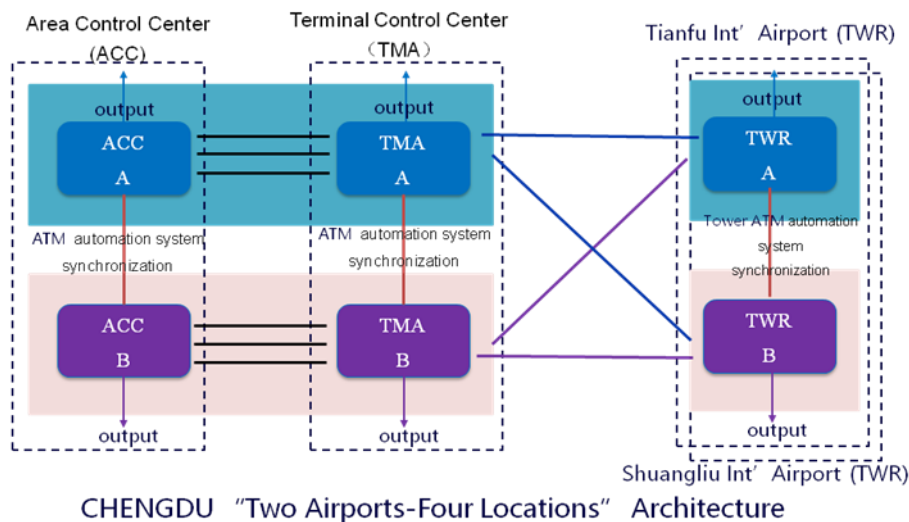 Area Control Center
(ACC)
Terminal Control Center
（TMA）
Tianfu Int’ Airport (TWR)
output
output
output
ACC
A
TMA
A
TWR
A
ATM automation system
synchronization
ATM automation system
synchronization
Tower ATM automation
system
synchronization
ACC
B
TMA
B
TWR
B
output
output
output
Shuangliu Int’ Airport (TWR)
CHENGDU “Two Airports-Four Locations” Architecture